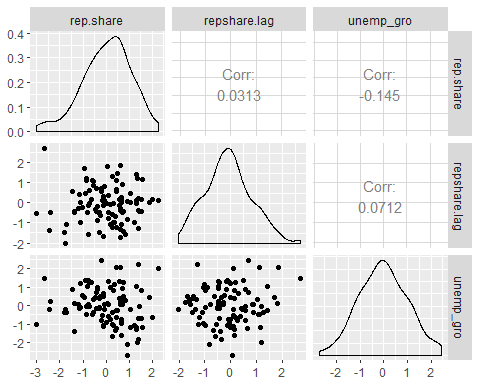 rep.share repshare.lag unemp_gro
0.4
0.3
0.2
0.1
0.0
Corr:
0.0313
Corr:
-0.145
rep.share
2
1
0
-1
-2
Corr:
0.0712
repshare.lag
2
1
0
-1
-2
unemp_gro
-3 -2 -1 0 1 2 -2 -1 0 1 2 -2 -1 0 1 2